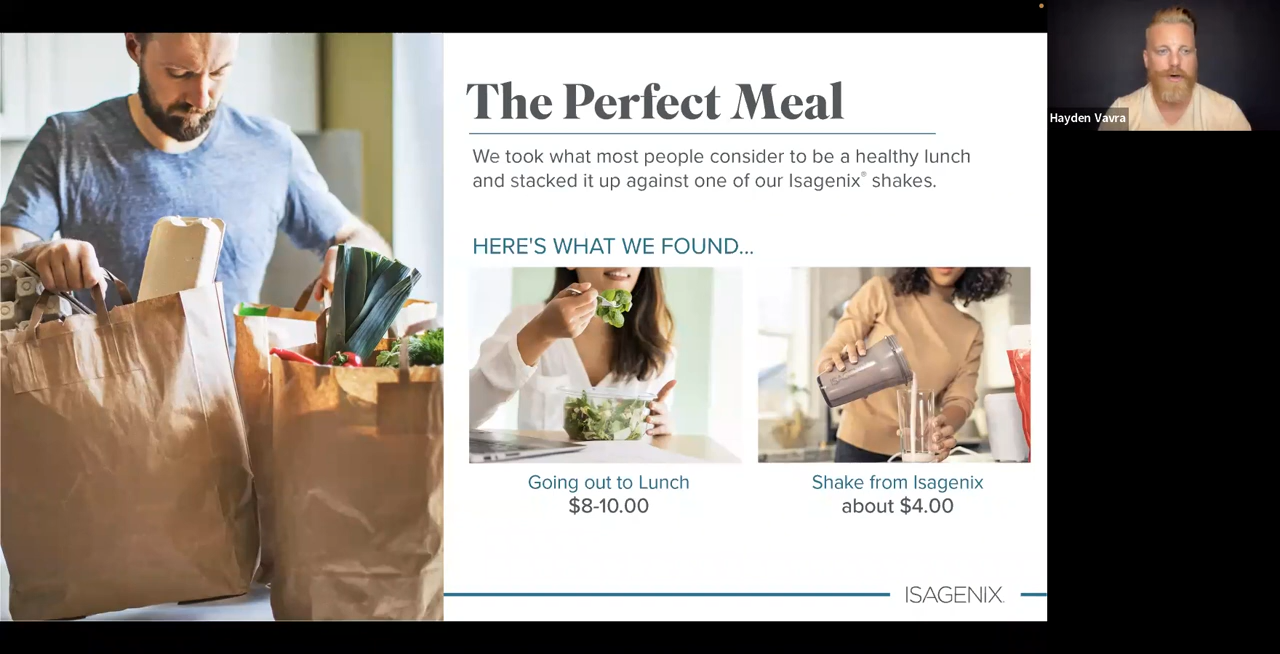 The Perfect Meal
We took what most people consider to be a healthy lunch
and stacked it up against one of our Isagenix® shakes.
HERE'S WHAT WE FOUND...
Going out to Lunch
$8-10.00
Shake from Isagenix
about $4.00
ISAGENIX
Hayden Vavra